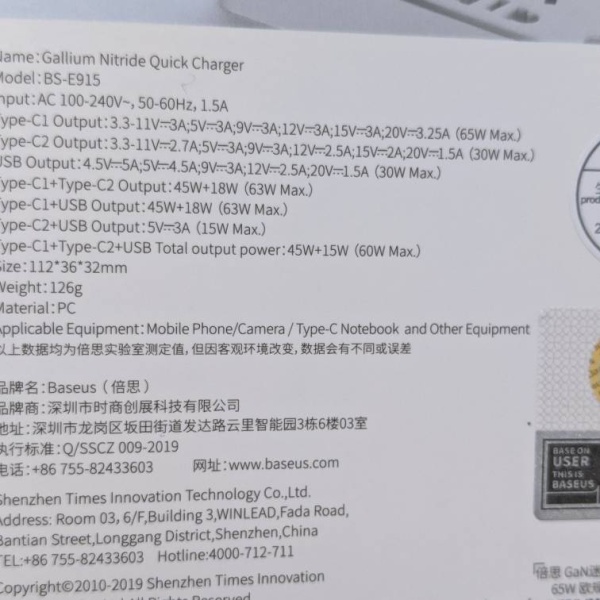 Name: Gallium Nitride Quick Charger
Model: BS-E915
Input: AC 100-240V~, 50-60Hz, 1.5A
Type-C1 Output:3.3-11V⎓3A;5V⎓3A;9V⎓3A;12V⎓3A;15V⎓3A;20V⎓3.25A (65W Max.)
Type-C2 Output:3.3-11V⎓2.7A;5V⎓3A;9V⎓3A;12V⎓2.5A;15V⎓2A;20V⎓1.5A (30W Max.)
USB Output:4.5V⎓5A;5V⎓4.5A;9V⎓3A;12V⎓2.5A;20V⎓1.5A (30W Max.)
Type-C1+Type-C2 Output:45W+18W (63W Max.)
Type-C1+USB Output:45W+18W (63W Max.)
Type-C2+USB Output:5V⎓3A (15W Max.)
Type-C1+Type-C2+USB Total output power:45W+15W (60W Max.)
Size:112*36*32mm
Weight:126g
Material:PC
Applicable Equipment: Mobile Phone/Camera / Type-C Notebook and Other Equipment
以上数据均为倍思实验室测定值,但因客观环境改变,数据会有不同或误差
品牌名:Baseus (倍思)
品牌商:深圳市时商创展科技有限公司
地址:深圳市龙岗区坂田街道发达路云里智能园3栋6楼03室
执行标准:Q/SSCZ 009-2019
电话:+86 755-82433603 网址:www.baseus.com
Shenzhen Times Innovation Technology Co.,Ltd.
Address: Room 03, 6/F,Building 3,WINLEAD,Fada Road,
Bantian Street,Longgang District,Shenzhen,China
TEL:+86 755-82433603 Hotline:4000-712-711
Copyright©2010-2019 Shenzhen Times Innovation
BASE ON
USER
THIS IS
BASEUS
倍思 GaN迷
65W 欧规